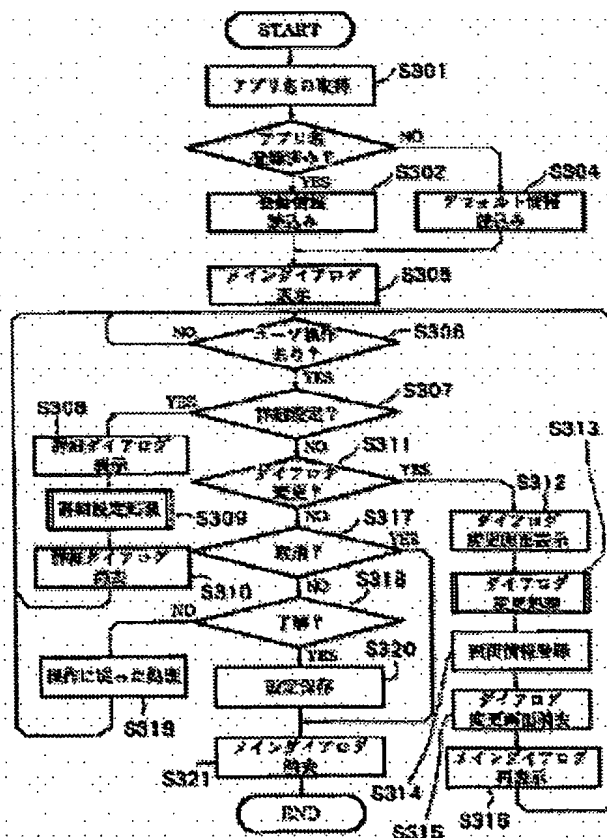 START
アプリ名の取得
S301
アプリ名
登録済み?
NO
YES
S302
S304
登録情報
読込み
デフォルト情報
読込み
メインダイアログ
表示
S305
ユーザ操作
あり?
NO
S306
YES
S307
YES
詳細設定?
S308
NO
S311
S313
詳細ダイアログ
表示
ダイアログ
変更?
YES
S312
詳細設定処理
S309
NO
S317
ダイアログ
変更画面表示
詳細ダイアログ
消去
取消?
YES
S310
NO
S318
ダイアログ
変更処理
NO
了解?
画面情報登録
YES
S320
操作に従った処理
設定保存
ダイアログ
変更画面消去
S319
メインダイアログ
消去
メインダイアログ
再表示
S321
S314
END
S316
S315